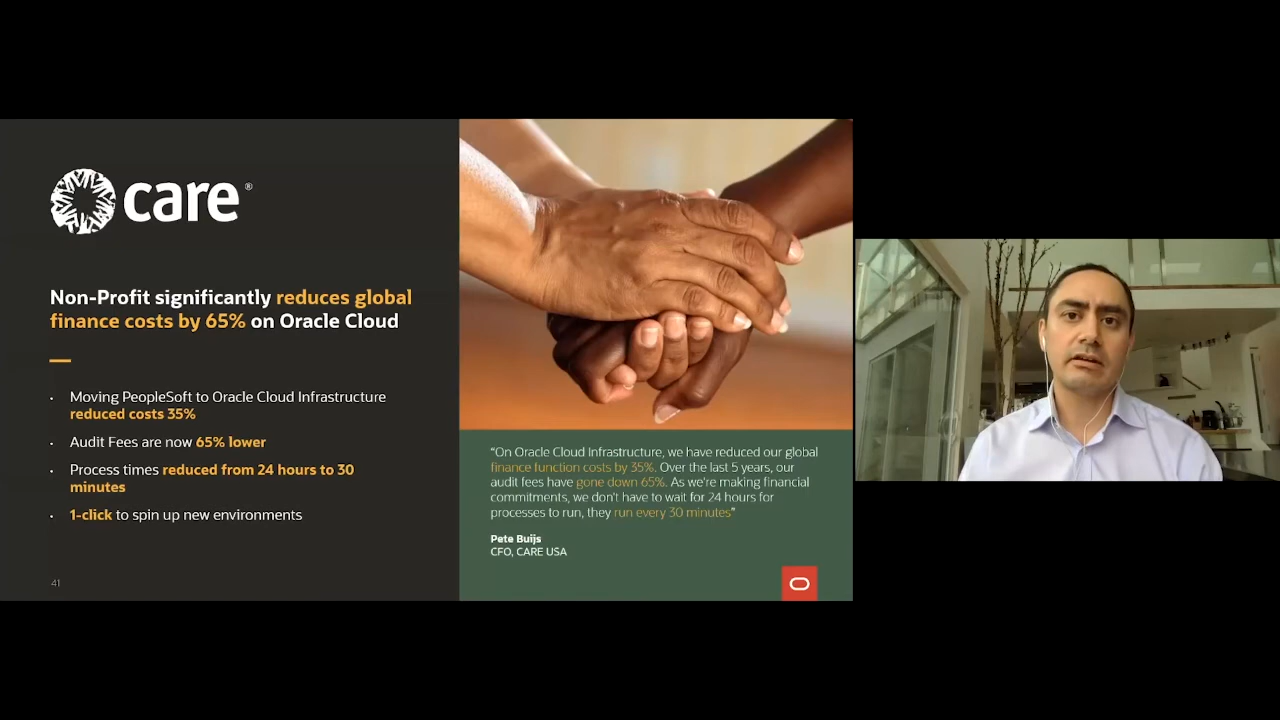 care®
Non-Profit significantly reduces global
finance costs by 65% on Oracle Cloud
• Moving PeopleSoft to Oracle Cloud Infrastructure
reduced costs 35%
• Audit Fees are now 65% lower
• Process times reduced from 24 hours to 30
minutes
• 1-click to spin up new environments
41
“On Oracle Cloud Infrastructure, we have reduced our global
finance function costs by 35%. Over the last 5 years, our
audit fees have gone down 65%. As we're making financial
commitments, we don't have to wait for 24 hours for
processes to run, they run every 30 minutes”
Pete Buijs
CFO, CARE USA